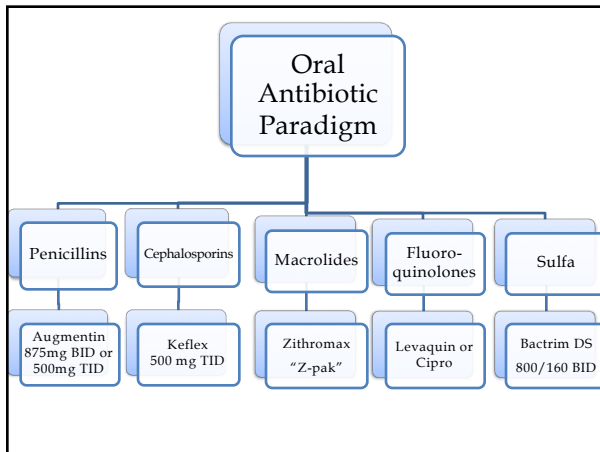 Oral
Antibiotic
Paradigm
Penicillins
Cephalosporins
Macrolides
Fluoro-
quinolones
Sulfa
Augmentin
875mg BID or
500mg TID
Keflex
500 mg TID
Zithromax
“Z-pak”
Levaquin or
Cipro
Bactrim DS
800/160 BID